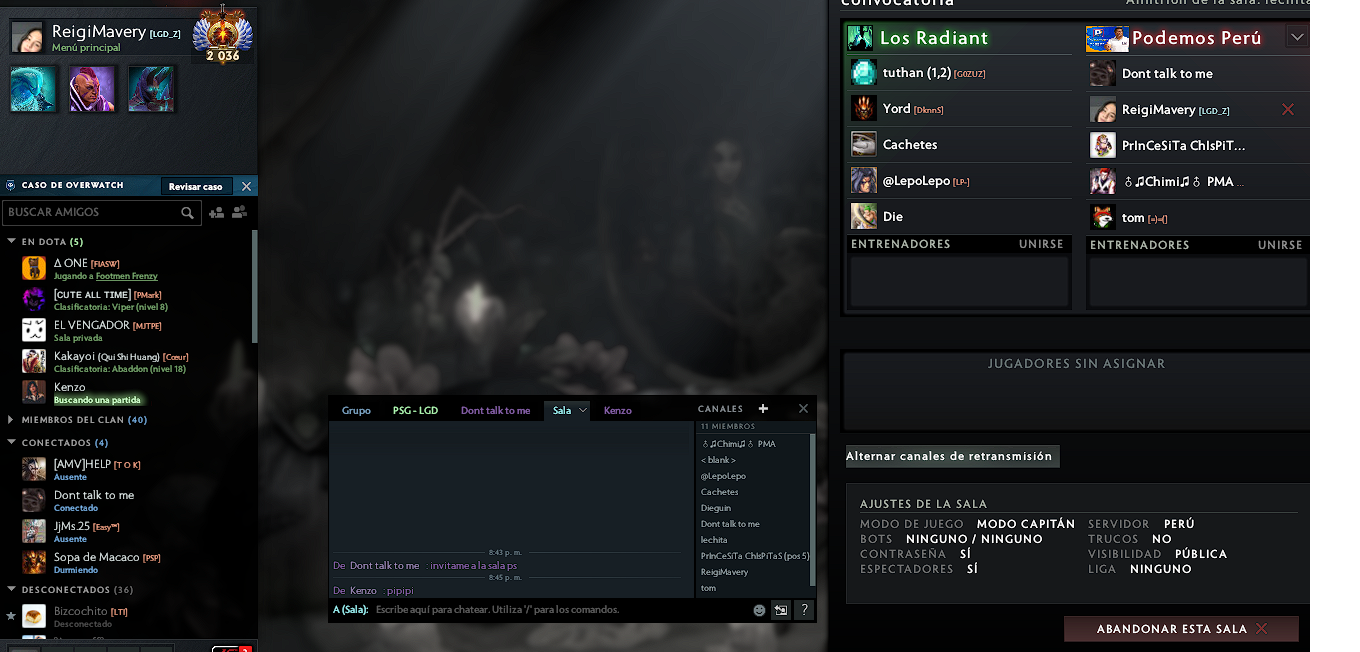 ReigiMavery [LGD_Z]
Menú principal
2 036
CASO DE OVERWATCH
Revisar caso
BUSCAR AMIGOS
EN DOTA (5)
Δ ONE [FIASW]
Jugando a Footmen Frenzy
[CUTE ALL TIME] [PMark]
Clasificatoria: Viper (nivel 8)
EL VENGADOR [MJTPE]
Sala privada
Kakayoi (Qui Shi Huang) [Cœur]
Clasificatoria: Abaddon (nivel 18)
Kenzo
Buscando una partida
MIEMBROS DEL CLAN (40)
CONECTADOS (4)
[AMV]HELP [T O K]
Ausente
Dont talk to me
Conectado
JjMs.25 [Easy™]
Ausente
Sopa de Macaco [PSP]
Durmiendo
DESCONECTADOS (36)
Bizcochito [LTf]
Desconectado
Grupo
PSG - LGD
Dont talk to me
Sala
Kenzo
CANALES
11 MIEMBROS
♁♫Chimi♫♁ PMA
< blank >
@LepoLepo
Cachetes
Dieguin
Dont talk to me
lechita
PrInCeSiTa ChIsPiTaS (pos 5)
ReigiMavery
tom
8:43 p. m.
De Dont talk to me : invitame a la sala ps
8:45 p. m.
De Kenzo : pipipi
A (Sala): Escribe aquí para chatear. Utiliza '/' para los comandos.
?
Convocatoria
Anfitrión de la sala: lechita
Los Radiant
tuthan (1,2) [G0ZUZ]
Yord [DknnS]
Cachetes
@LepoLepo [LP-]
Die
ENTRENADORES UNIRSE
Podemos Perú
Dont talk to me
ReigiMavery [LGD_Z]
PrInCeSiTa ChIsPiT...
♁♫Chimi♫♁ PMA ...
tom [=)=(]
ENTRENADORES UNIRSE
JUGADORES SIN ASIGNAR
Alternar canales de retransmisión
AJUSTES DE LA SALA
MODO DE JUEGO MODO CAPITÁN SERVIDOR PERÚ
BOTS NINGUNO / NINGUNO TRUCOS NO
CONTRASEÑA SÍ VISIBILIDAD PÚBLICA
ESPECTADORES SÍ LIGA NINGUNO
ABANDONAR ESTA SALA